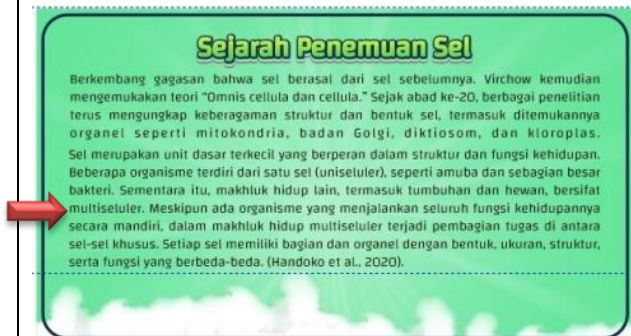 Sejarah Penemuan Sel
Berkembang gagasan bahwa sel berasal dari sel sebelumnya. Virchow kemudian
mengemukakan teori "Omnis cellula dan cellula." Sejak abad ke-20, berbagai penelitian
terus mengungkap keberagaman struktur dan bentuk sel, termasuk ditemukannya
organel seperti mitokondria, badan Golgi, diktiosom, dan kloroplas.
Sel merupakan unit dasar terkecil yang berperan dalam struktur dan fungsi kehidupan.
Beberapa organisme terdiri dari satu sel (uniseluler), seperti amuba dan sebagian besar
bakteri. Sementara itu, makhluk hidup lain, termasuk tumbuhan dan hewan, bersifat
multiseluler. Meskipun ada organisme yang menjalankan seluruh fungsi kehidupannya
secara mandiri, dalam makhluk hidup multiseluler terjadi pembagian tugas di antara
sel-sel khusus. Setiap sel memiliki bagian dan organel dengan bentuk, ukuran, struktur,
serta fungsi yang berbeda-beda. (Handoko et al., 2020).